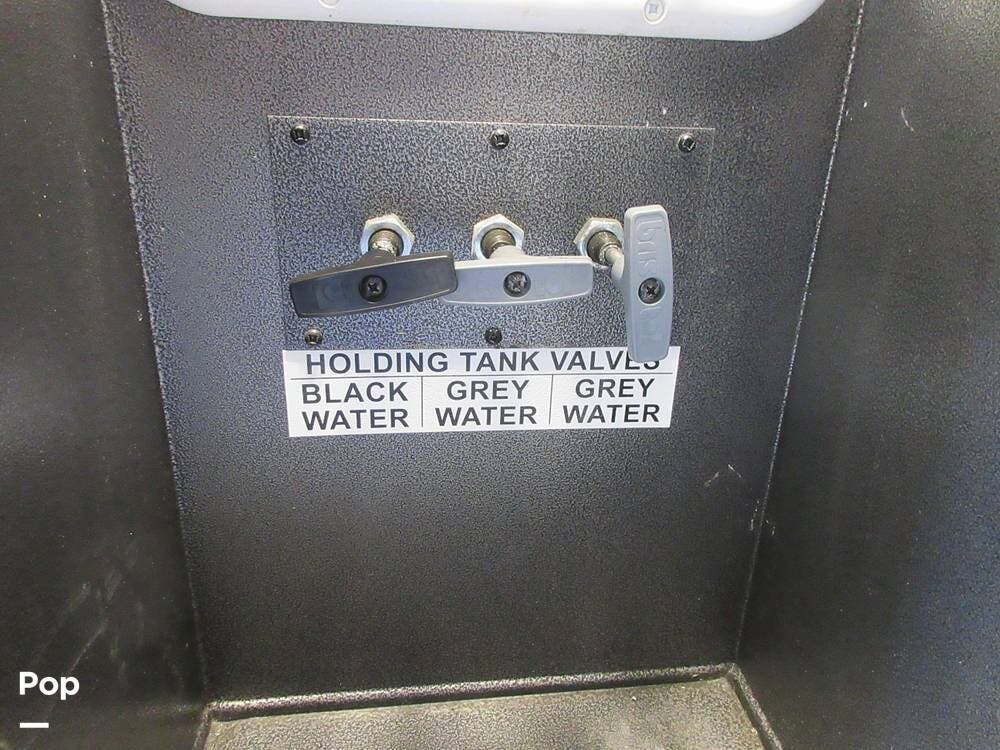 HOLDING TANK VALVES
BLACK GREY GREY
WATER WATER WATER
Pop